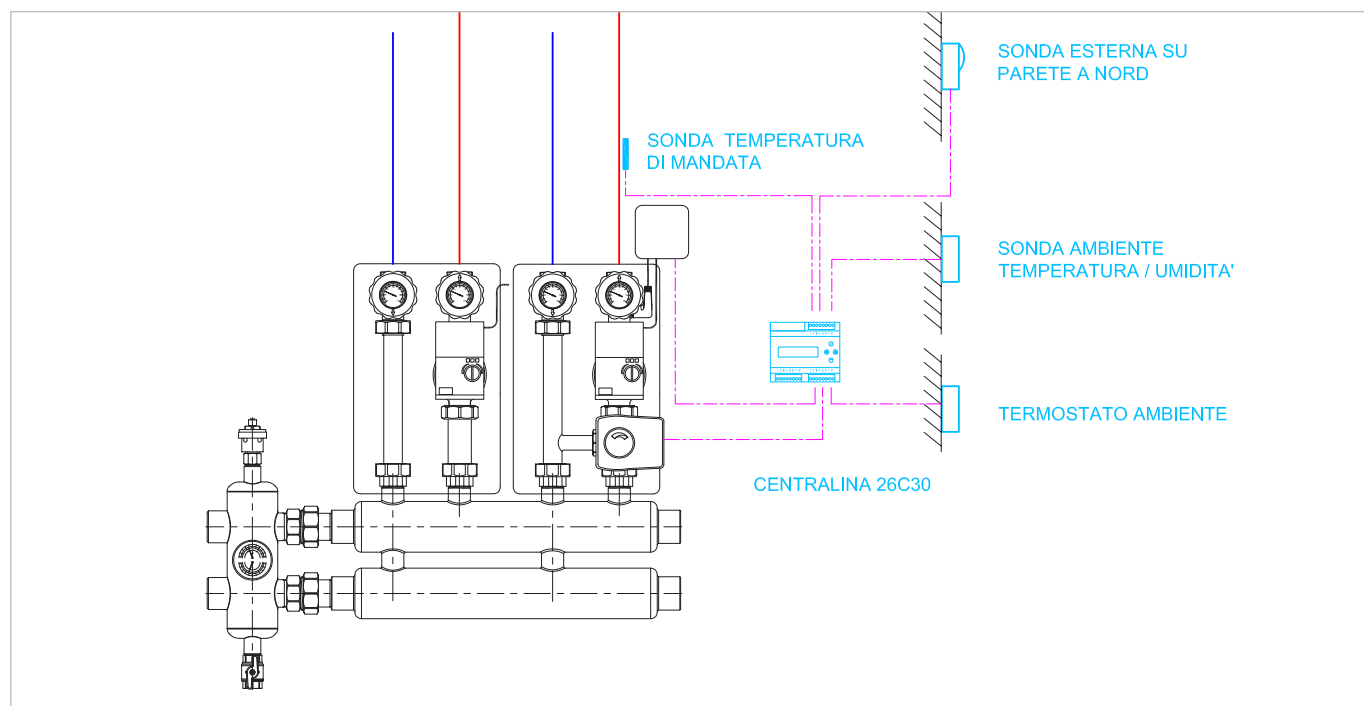 SONDA ESTERNA SU
PARETE A NORD
SONDA TEMPERATURA
DI MANDATA
SONDA AMBIENTE
TEMPERATURA / UMIDITA'
TERMOSTATO AMBIENTE
CENTRALINA 26C30